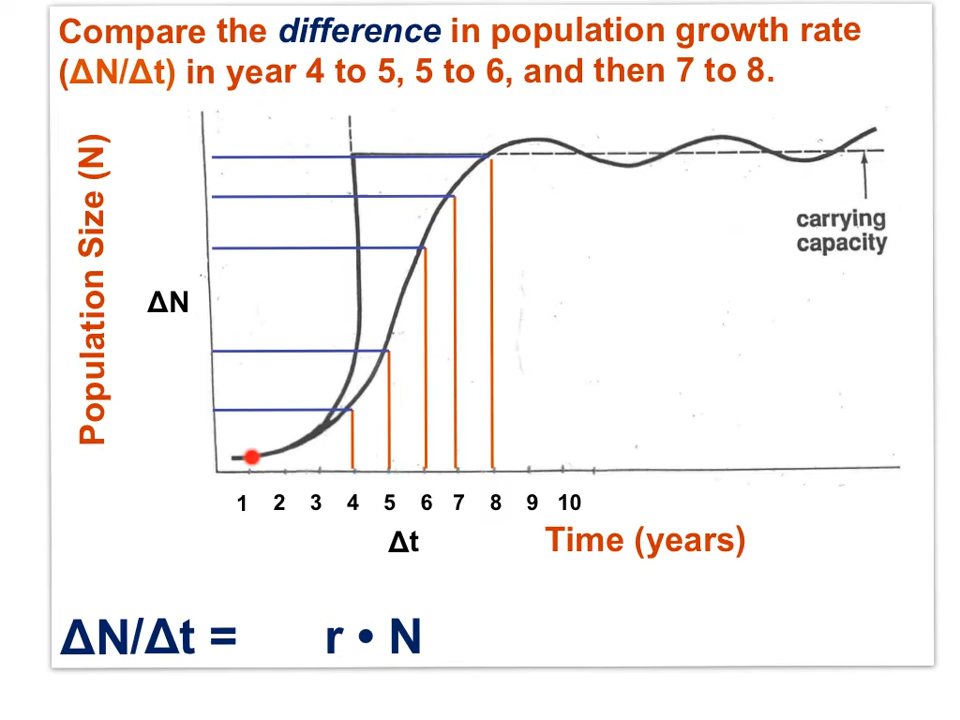 Compare the difference in population growth rate
(ΔN/Δt) in year 4 to 5, 5 to 6, and then 7 to 8.
Population Size (N)
ΔN
carrying
capacity
1 2 3 4 5 6 7 8 9 10
Δt
Time (years)
ΔN/Δt = r • N